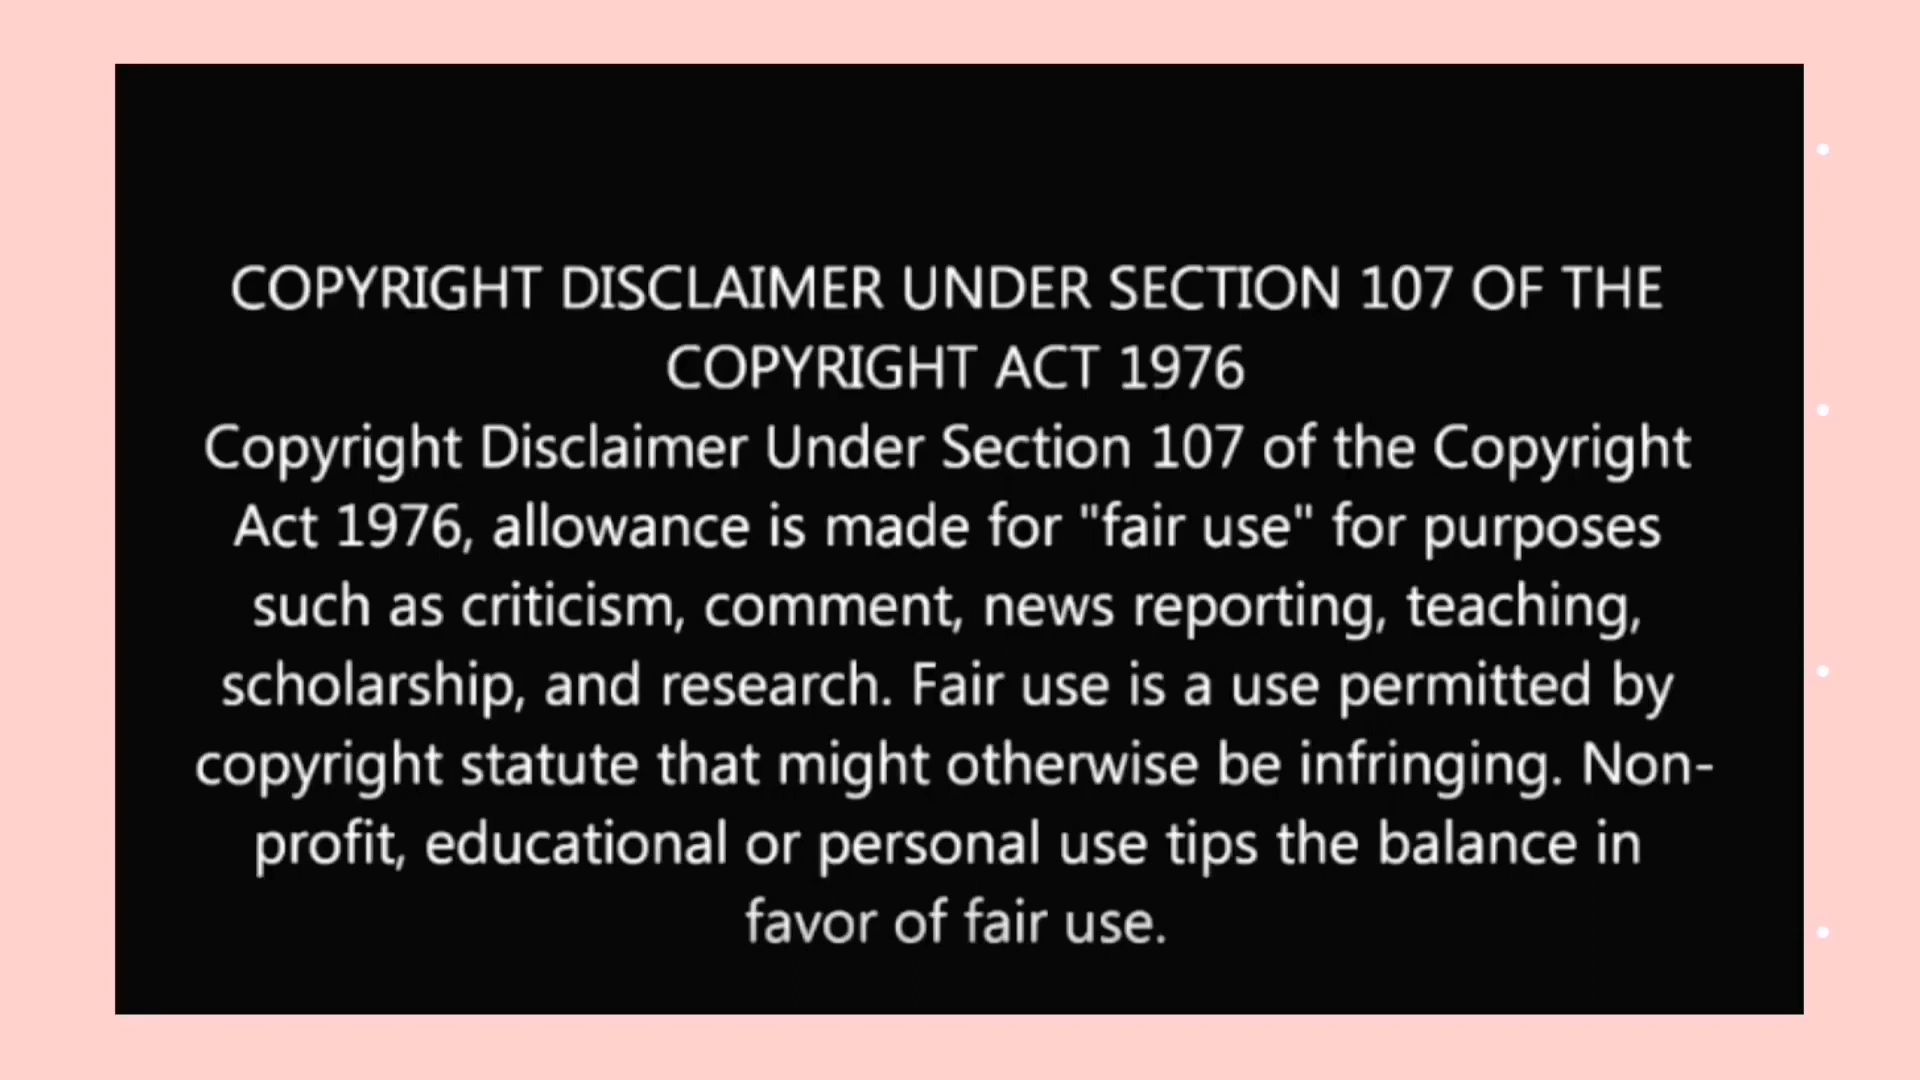 COPYRIGHT DISCLAIMER UNDER SECTION 107 OF THE
COPYRIGHT ACT 1976
Copyright Disclaimer Under Section 107 of the Copyright
Act 1976, allowance is made for "fair use" for purposes
such as criticism, comment, news reporting, teaching,
scholarship, and research. Fair use is a use permitted by
copyright statute that might otherwise be infringing. Non-
profit, educational or personal use tips the balance in
favor of fair use.